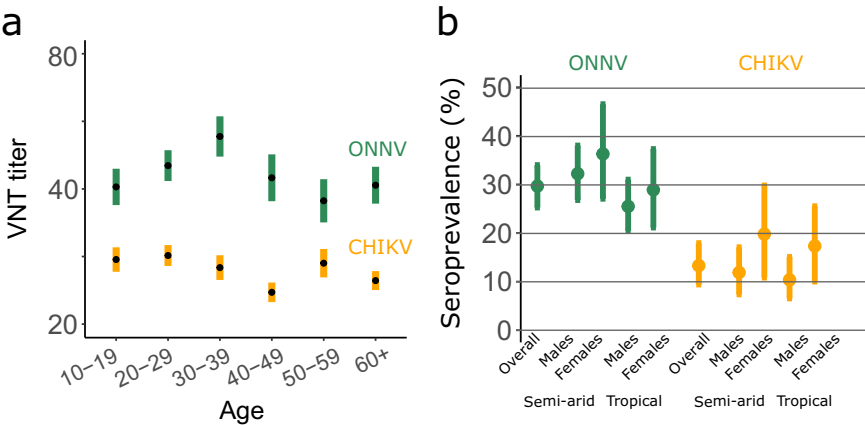 a
80
40
20
VNT titer
ONNV
CHIKV
10−19
20−29
30−39
40−49
50−59
60+
Age
b
ONNV
CHIKV
50
40
30
20
10
0
Seroprevalence (%)
Overall
Males
Females
Males
Females
Overall
Males
Females
Males
Females
Semi-arid Tropical
Semi-arid Tropical